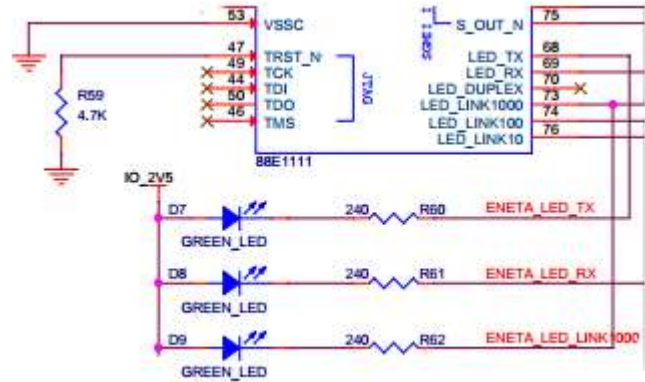 53 VSSC S_OUT_N 75
SGMII_I
47 TRST_N LED_TX 68
49 TCK LED_RX 69
44 TDI LED_DUPLEX 70
50 TDO LED_LINK1000 73
46 TMS LED_LINK100 74
LED_LINK10 76
JTAG
R59
4.7K
88E1111
IO_2V5
D7 240 R60 ENETA_LED_TX
GREEN_LED
D8 240 R61 ENETA_LED_RX
GREEN_LED
D9 240 R62 ENETA_LED_LINK1000
GREEN_LED